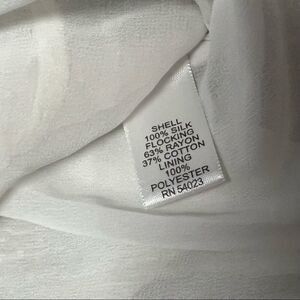 SHELL
100% SILK
FLOCKING
63% RAYON
37% COTTON
LINING
100%
POLYESTER
RN 54023